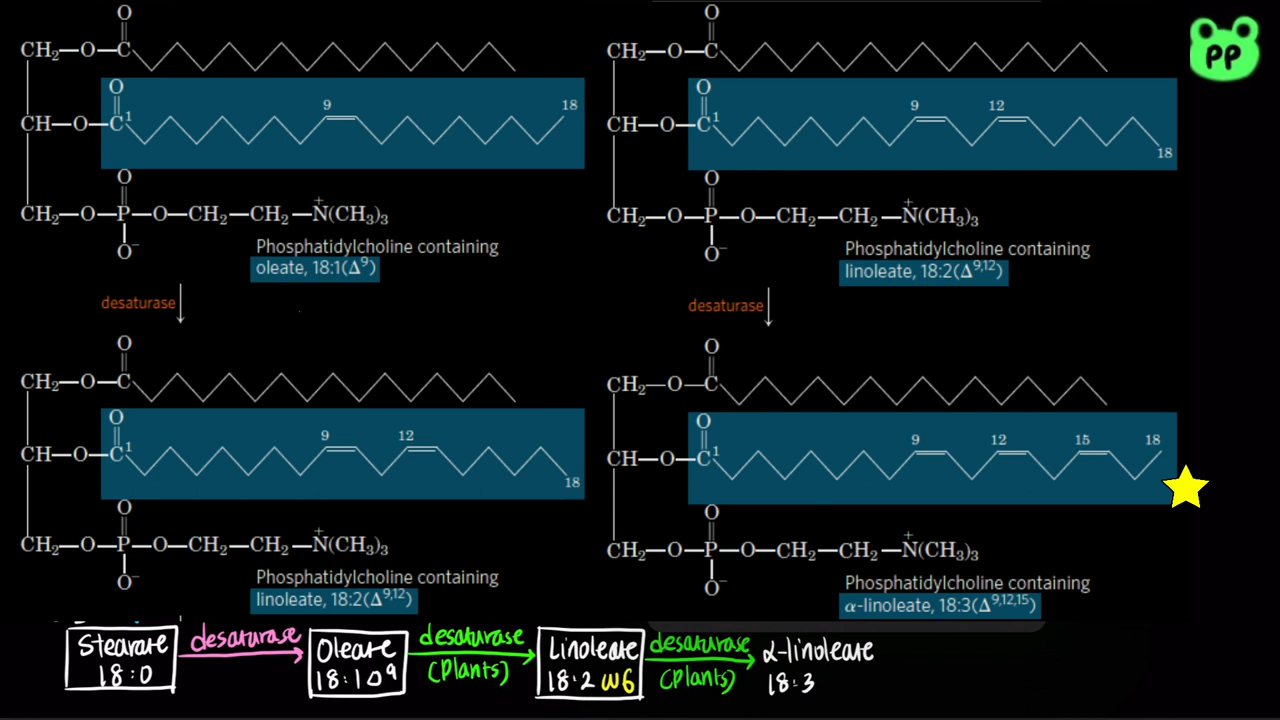 PP
O
CH₂—O—C
O
CH—O—C¹
9
18
O
CH₂—O—P—O—CH₂—CH₂—N⁺(CH₃)₃
O⁻
Phosphatidylcholine containing
oleate, 18:1(Δ⁹)
desaturase
O
CH₂—O—C
O
CH—O—C¹
9
12
18
O
CH₂—O—P—O—CH₂—CH₂—N⁺(CH₃)₃
O⁻
Phosphatidylcholine containing
linoleate, 18:2(Δ⁹,¹²)
O
CH₂—O—C
O
CH—O—C¹
9
12
18
O
CH₂—O—P—O—CH₂—CH₂—N⁺(CH₃)₃
O⁻
Phosphatidylcholine containing
linoleate, 18:2(Δ⁹,¹²)
desaturase
O
CH₂—O—C
O
CH—O—C¹
9
12
15
18
O
CH₂—O—P—O—CH₂—CH₂—N⁺(CH₃)₃
O⁻
Phosphatidylcholine containing
α-linoleate, 18:3(Δ⁹,¹²,¹⁵)
Stearate
18:0
desaturase
Oleate
18:1Δ⁹
desaturase
(Plants)
Linoleate
18:2 ω6
desaturase
(Plants)
α-linoleate
18:3